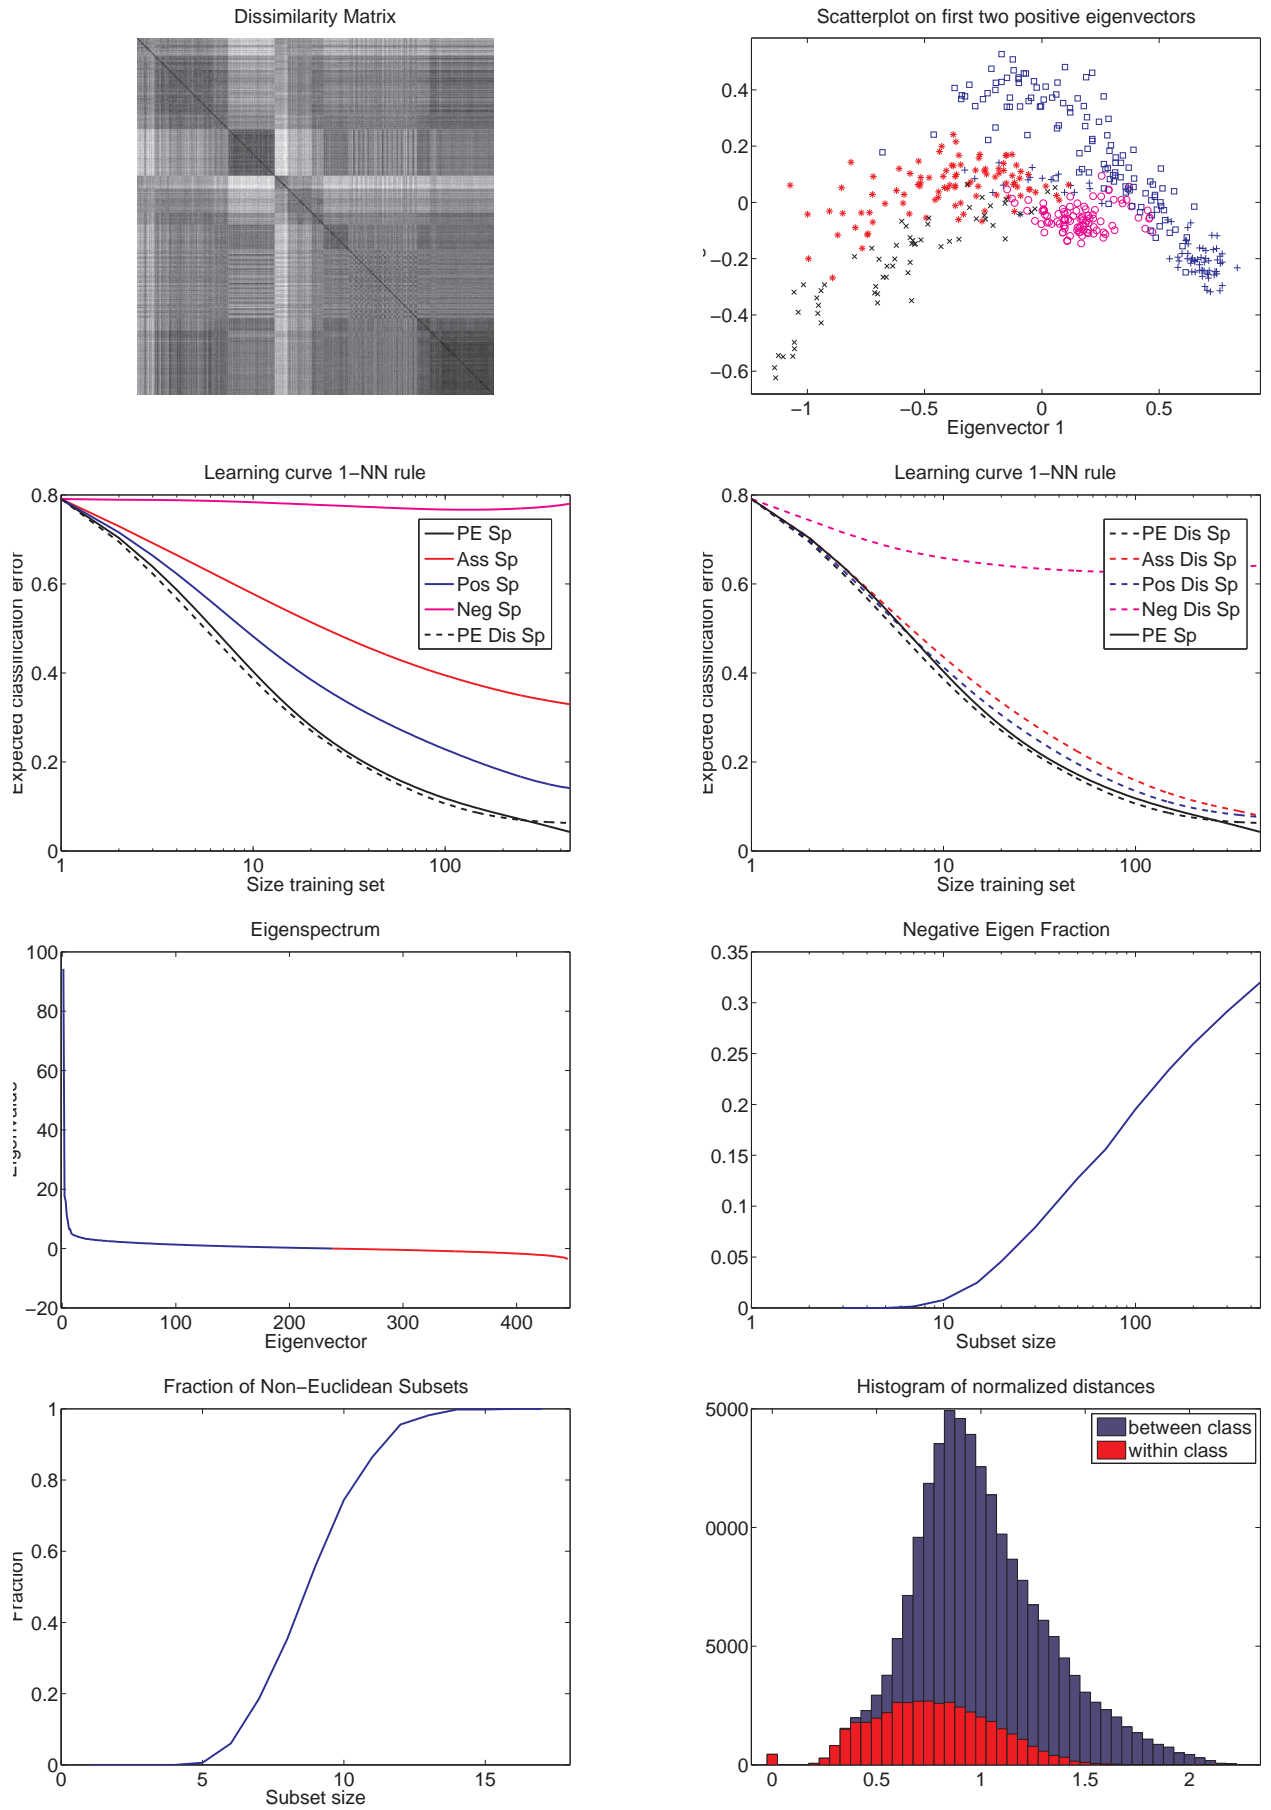 Dissimilarity Matrix
Scatterplot on first two positive eigenvectors
0.4
0.2
0
−0.2
−0.4
−0.6
−1
−0.5
0
0.5
Eigenvector 1
Learning curve 1−NN rule
0.8
0.6
0.4
0.2
0
1
10
100
Expected classification error
Size training set
PE Sp
Ass Sp
Pos Sp
Neg Sp
PE Dis Sp
Learning curve 1−NN rule
0.8
0.6
0.4
0.2
0
1
10
100
Expected classification error
Size training set
PE Dis Sp
Ass Dis Sp
Pos Dis Sp
Neg Dis Sp
PE Sp
Eigenspectrum
100
80
60
40
20
0
−20
0
100
200
300
400
Eigenvalue
Eigenvector
Negative Eigen Fraction
0.35
0.3
0.25
0.2
0.15
0.1
0.05
0
1
10
100
Subset size
Fraction of Non−Euclidean Subsets
1
0.8
0.6
0.4
0.2
0
0
5
10
15
Fraction
Subset size
Histogram of normalized distances
5000
0000
5000
0
0
0.5
1
1.5
2
between class
within class